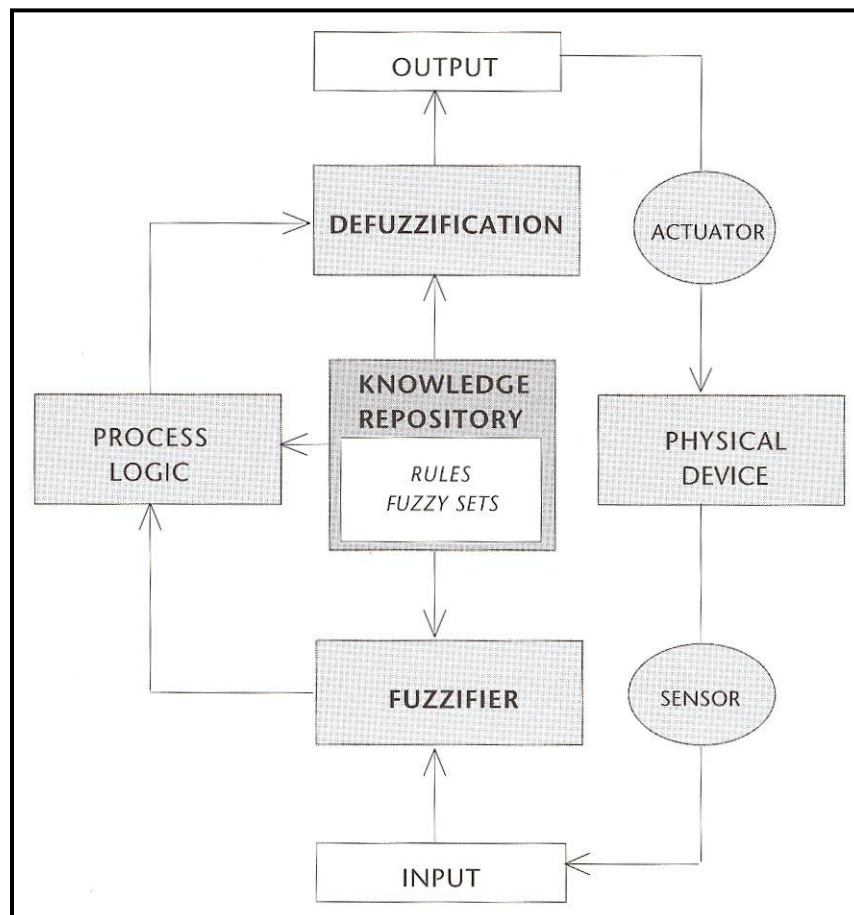 OUTPUT
DEFUZZIFICATION
ACTUATOR
KNOWLEDGE
REPOSITORY
RULES
FUZZY SETS
PROCESS
LOGIC
PHYSICAL
DEVICE
FUZZIFIER
SENSOR
INPUT